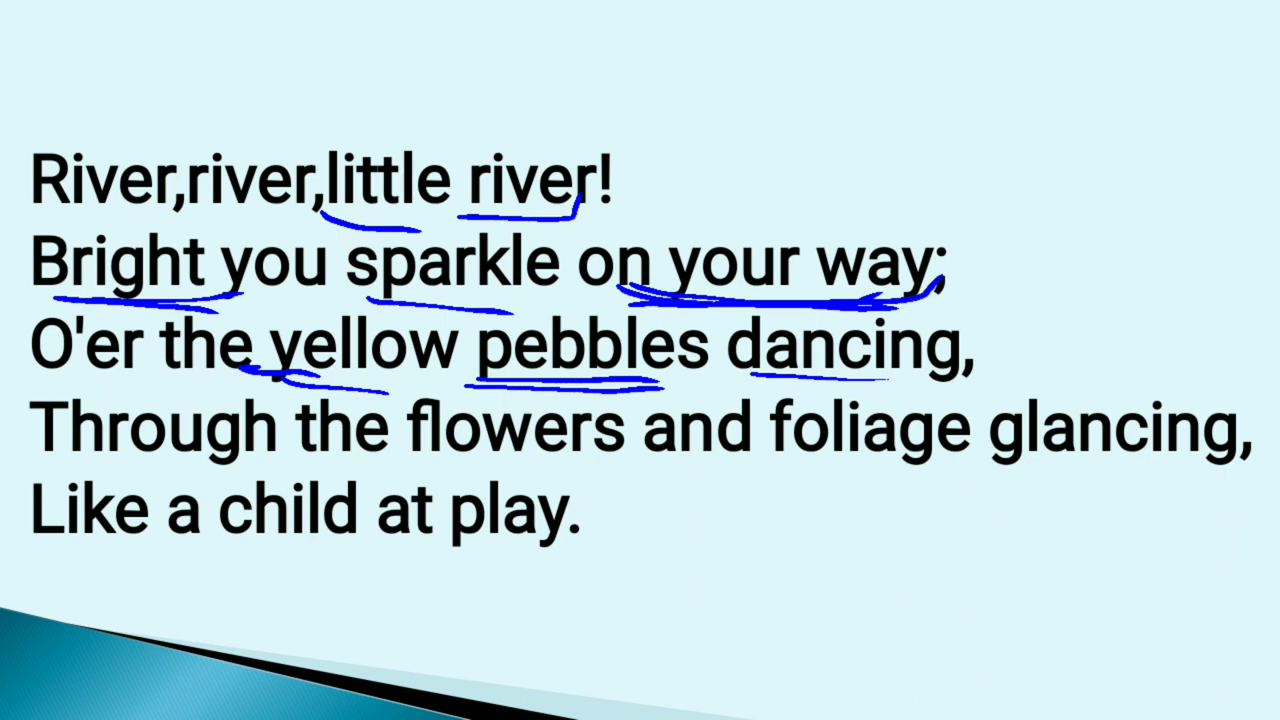 River,river,little river!
Bright you sparkle on your way;
O'er the yellow pebbles dancing,
Through the flowers and foliage glancing,
Like a child at play.